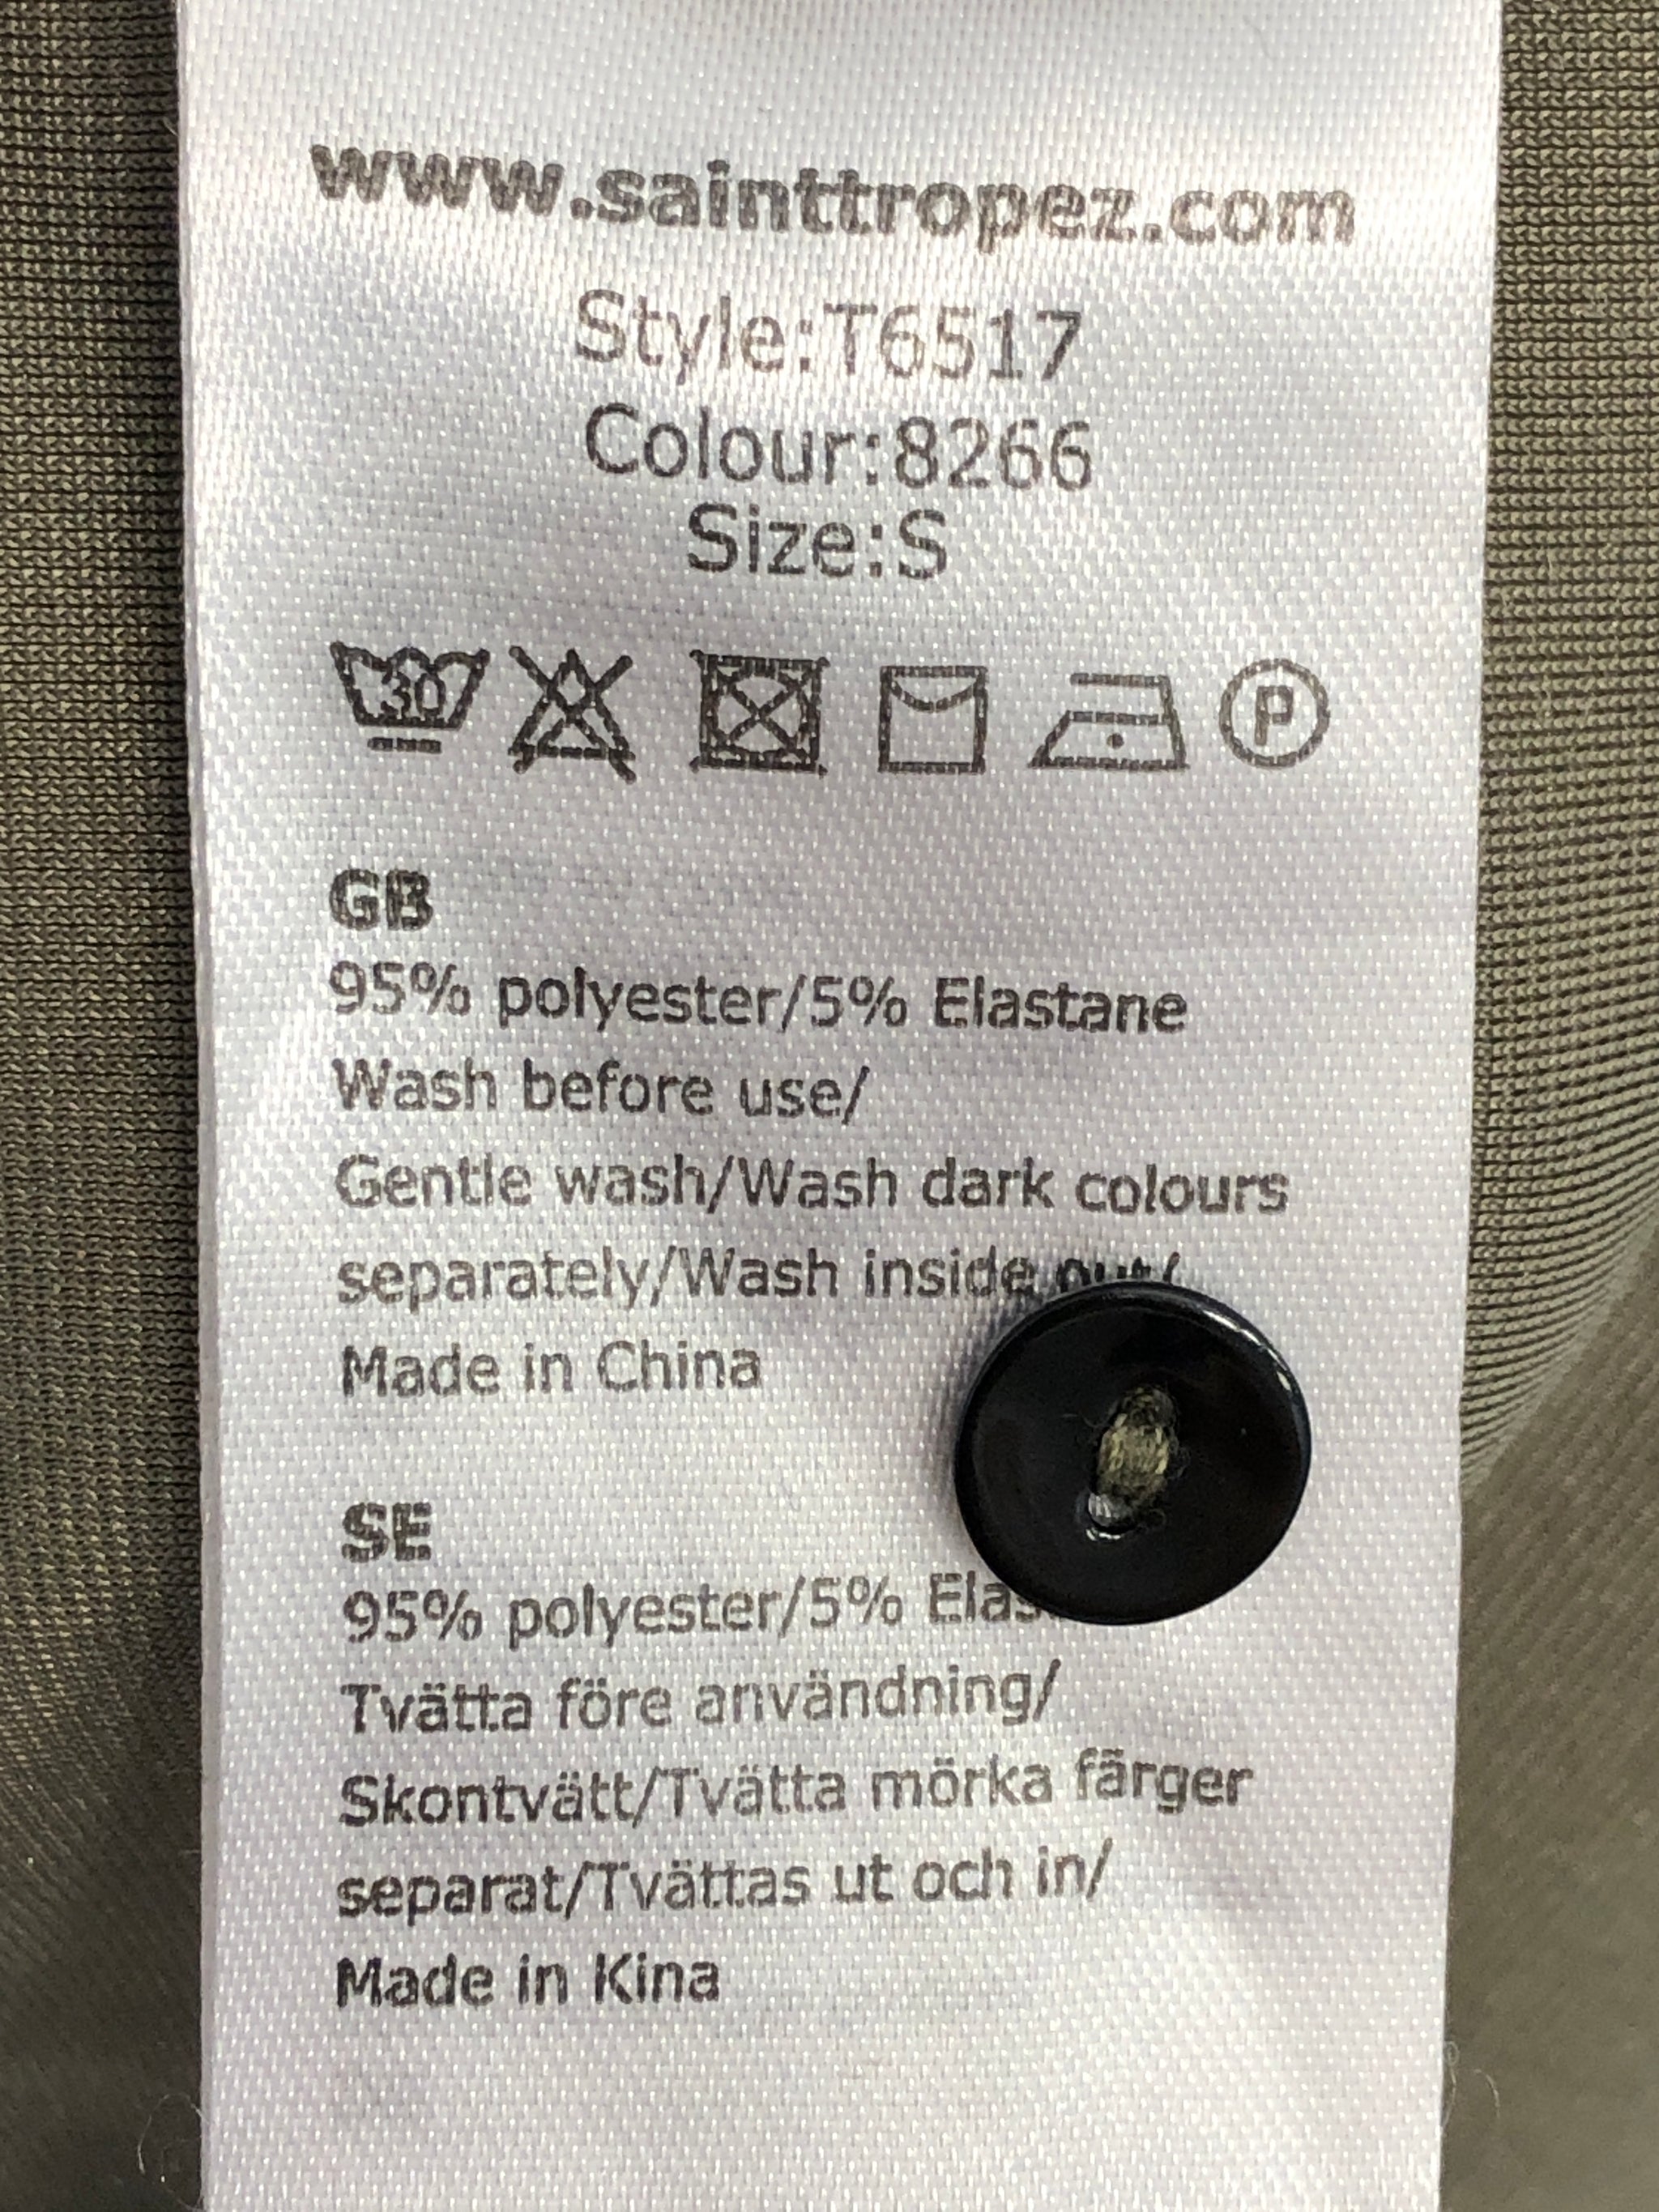 www.sainttropez.com
Style:T6517
Colour:8266
Size:S
30
P
GB
95% polyester/5% Elastane
Wash before use/
Gentle wash/Wash dark colours
separately/Wash inside out/
Made in China
SE
95% polyester/5%
Tvätta före användning/
Skontvätt/Tvätta mörka färger
separat/Tvättas ut och in/
Made in Kina